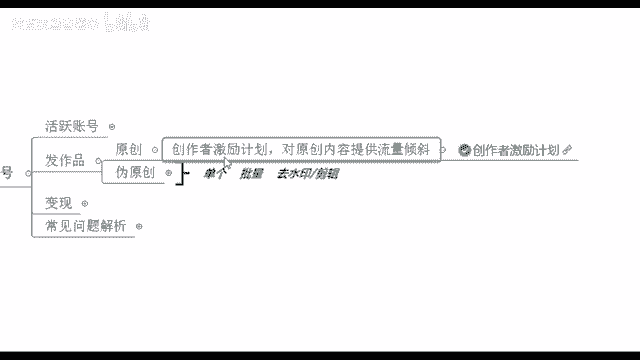 活跃账号
发作品
原创
创作者激励计划，对原创内容提供流量倾斜
创作者激励计划
伪原创
单个 批量 去水印/剪辑
号
变现
常见问题解析